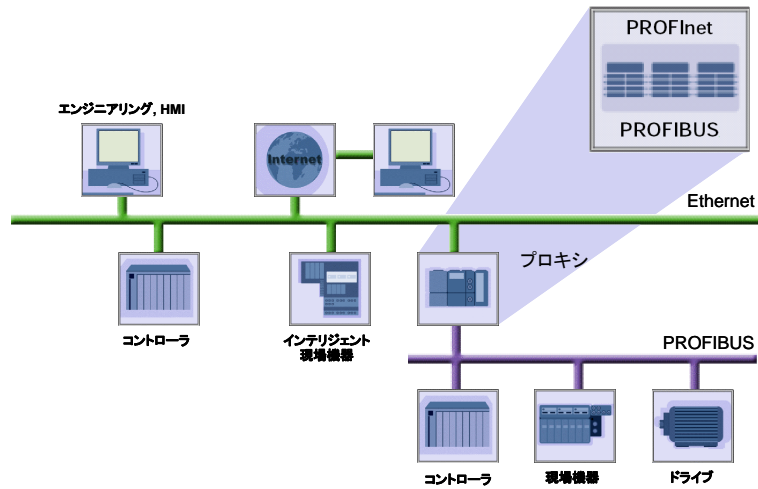 PROFInet
PROFIBUS
エンジニアリング, HMI
Internet
Ethernet
プロキシ
コントローラ
インテリジェント
現場機器
PROFIBUS
コントローラ
現場機器
ドライブ